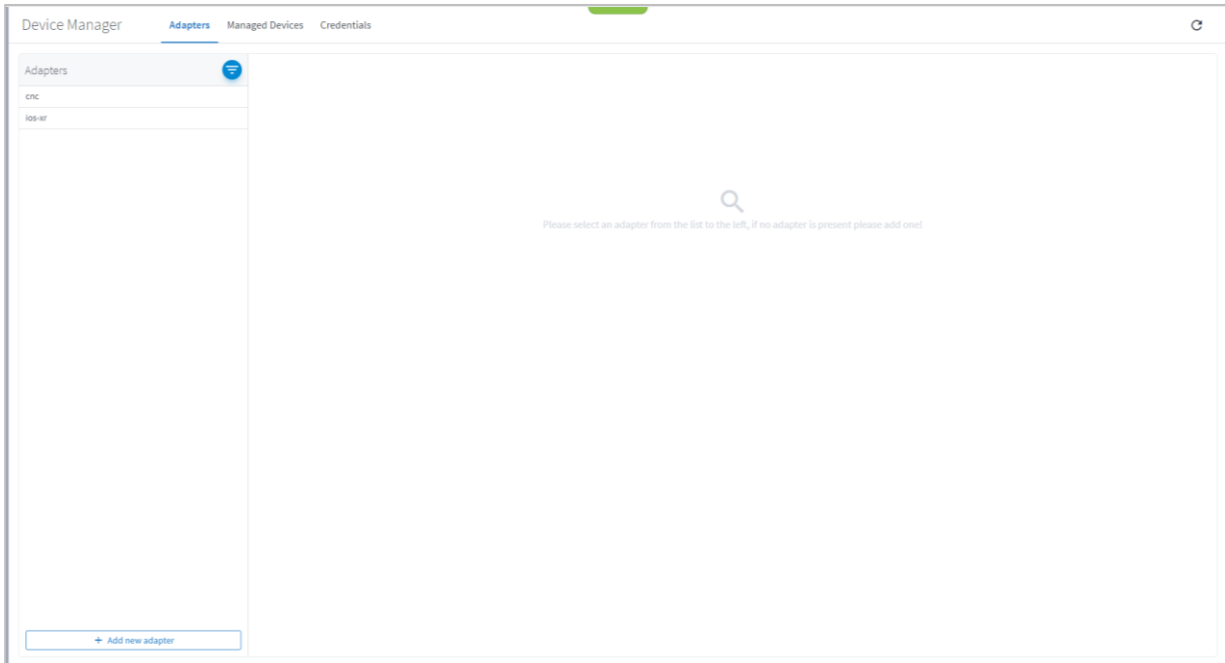 Device Manager Adapters Managed Devices Credentials
Adapters
cnc
ios-xr
Please select an adapter from the list to the left, if no adapter is present please add one!
+ Add new adapter